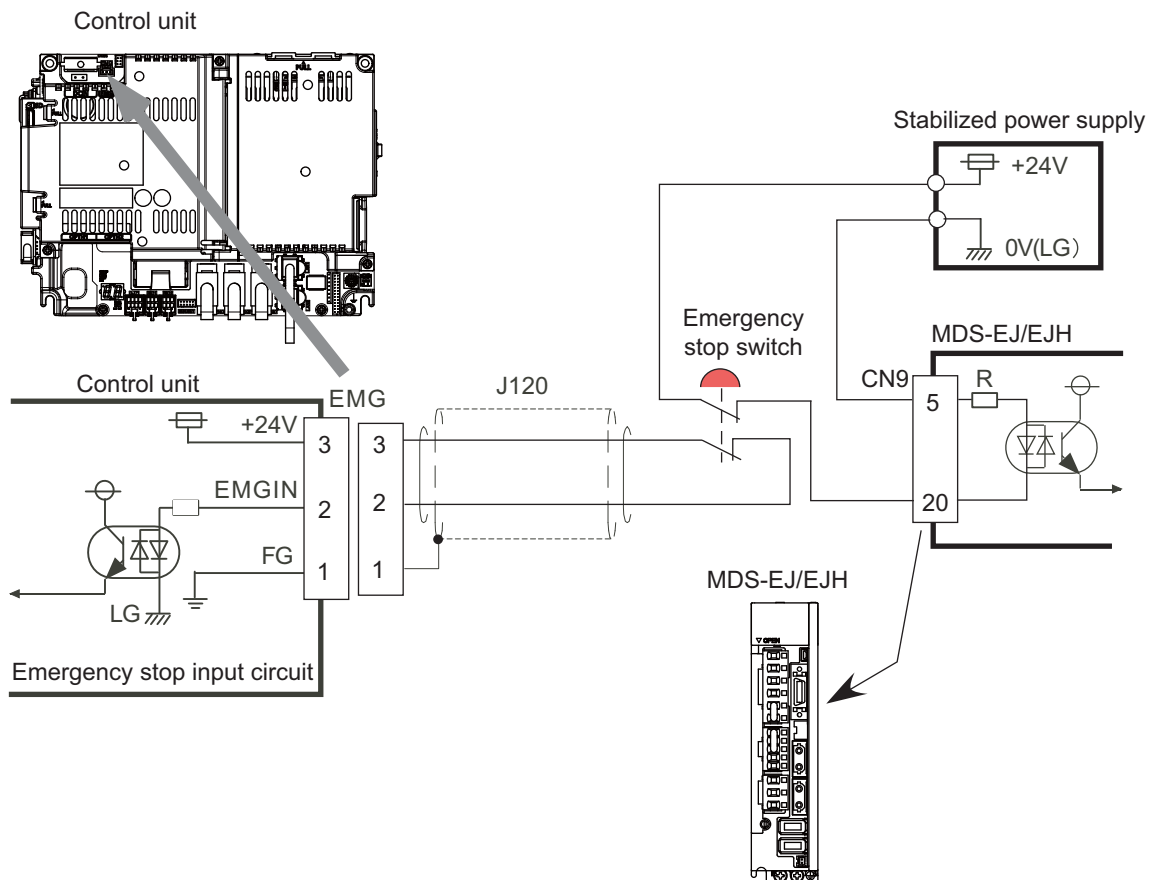 Control unit
Stabilized power supply
+24V
0V(LG)
Emergency
stop switch
MDS-EJ/EJH
CN9
R
5
20
Control unit
EMG
J120
+24V
3
3
EMGIN
2
2
FG
1
1
LG
Emergency stop input circuit
MDS-EJ/EJH
OPEN